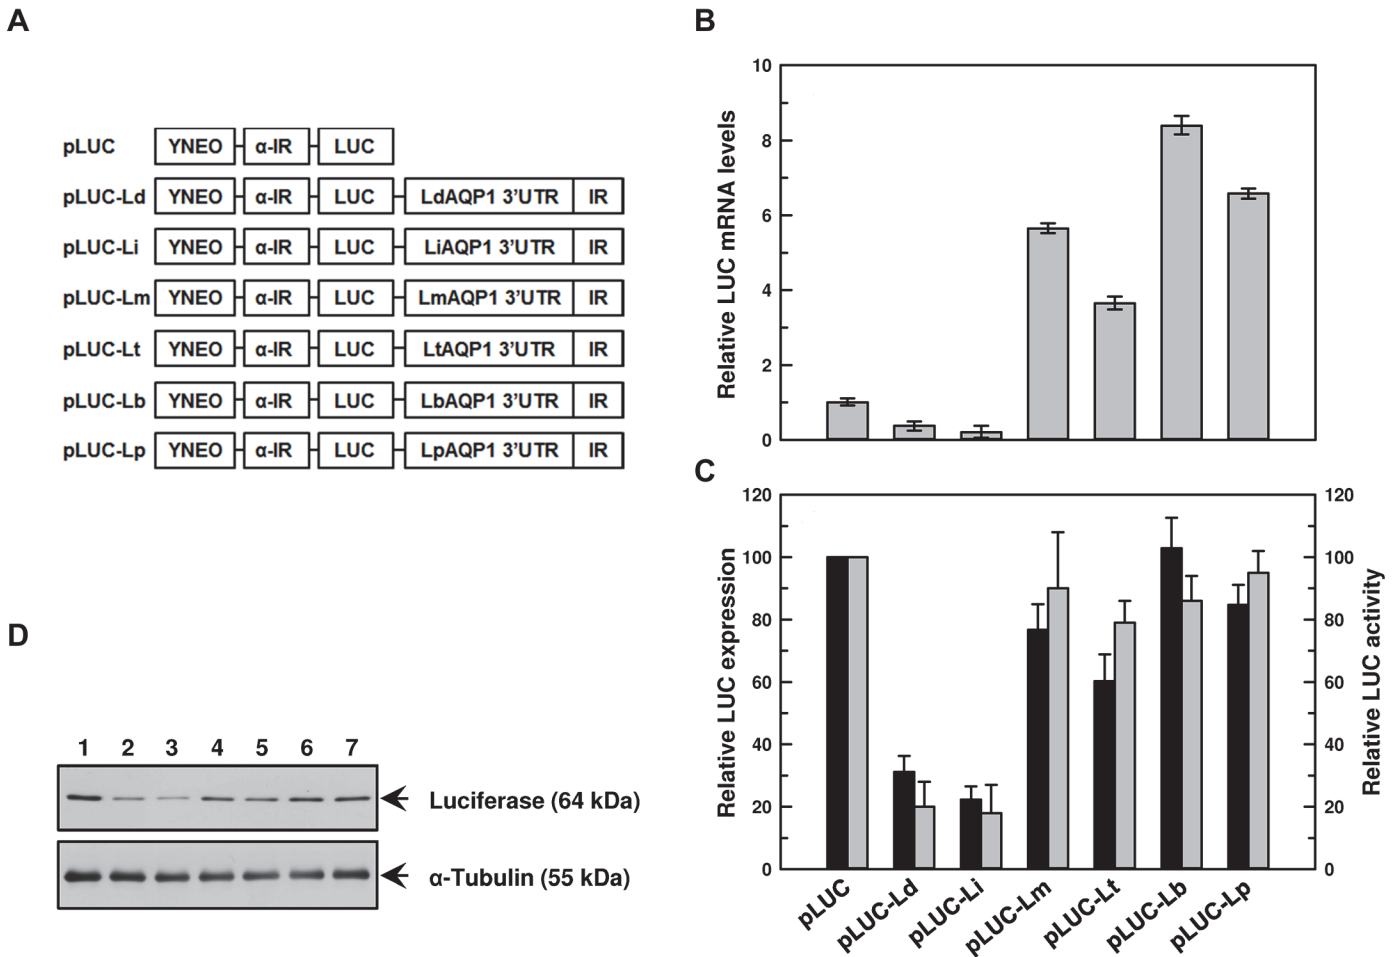 A
pLUC YNEO α-IR LUC
pLUC-Ld YNEO α-IR LUC LdAQP1 3'UTR IR
pLUC-Li YNEO α-IR LUC LiAQP1 3'UTR IR
pLUC-Lm YNEO α-IR LUC LmAQP1 3'UTR IR
pLUC-Lt YNEO α-IR LUC LtAQP1 3'UTR IR
pLUC-Lb YNEO α-IR LUC LbAQP1 3'UTR IR
pLUC-Lp YNEO α-IR LUC LpAQP1 3'UTR IR
B
Relative LUC mRNA levels
10
8
6
4
2
0
C
Relative LUC expression
120
100
80
60
40
20
0
120
100
80
60
40
20
0
Relative LUC activity
pLUC
pLUC-Ld
pLUC-Li
pLUC-Lm
pLUC-Lt
pLUC-Lb
pLUC-Lp
D
1 2 3 4 5 6 7
Luciferase (64 kDa)
α-Tubulin (55 kDa)